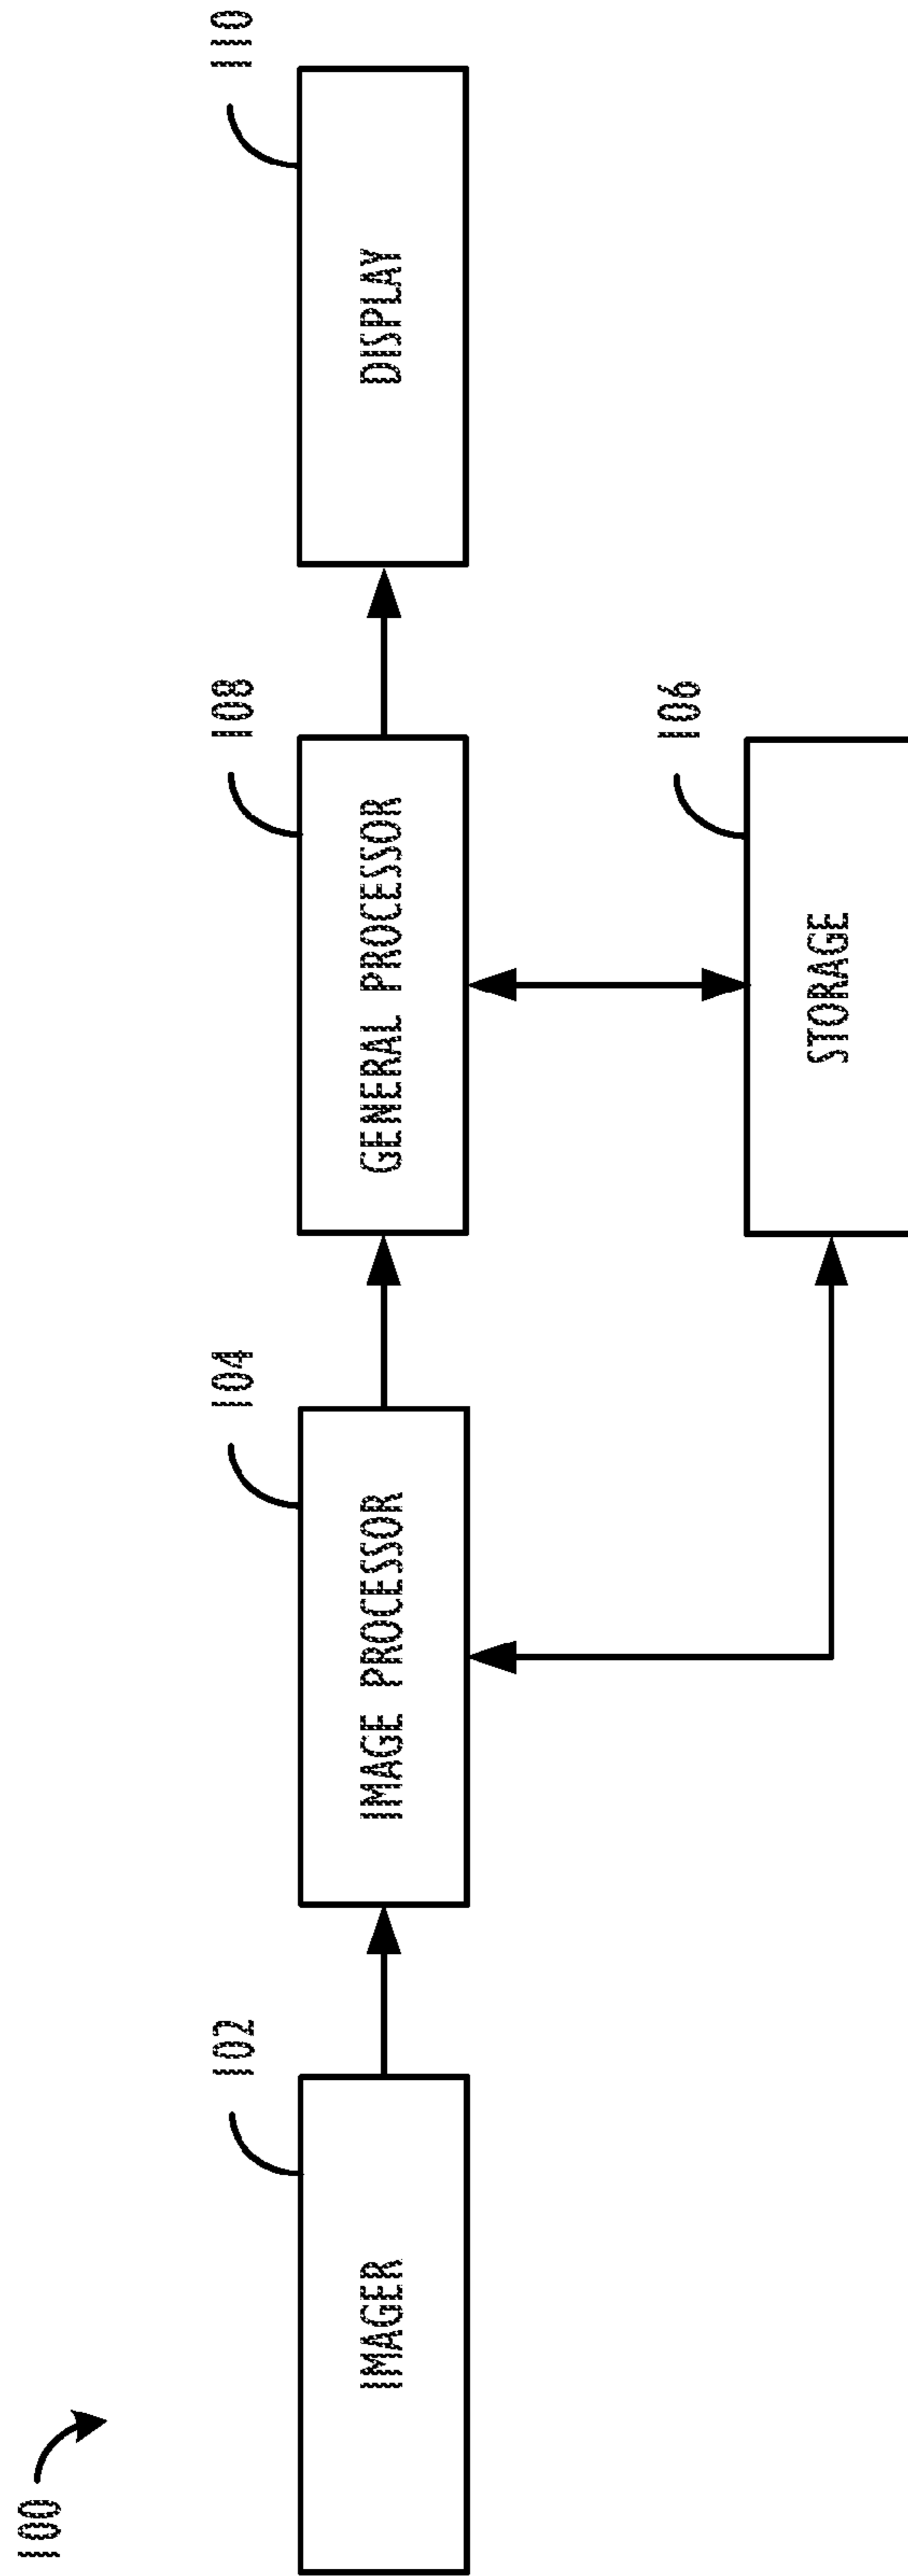 100
102
IMAGER
104
IMAGE PROCESSOR
108
GENERAL PROCESSOR
110
DISPLAY
106
STORAGE